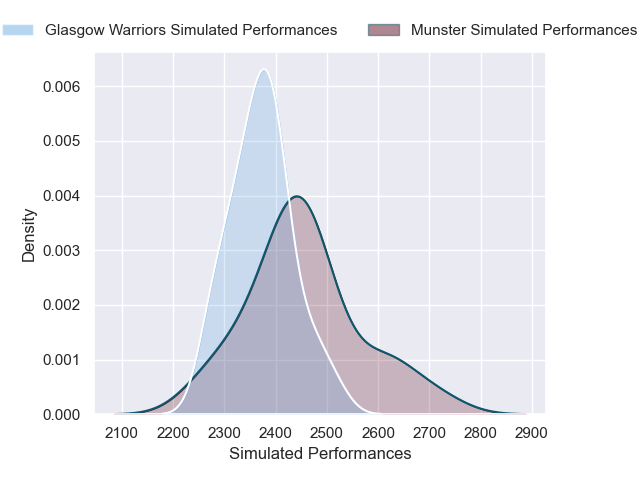 Glasgow Warriors Simulated Performances
Munster Simulated Performances
0.006
0.005
0.004
0.003
0.002
0.001
0.000
Density
2100 2200 2300 2400 2500 2600 2700 2800 2900
Simulated Performances